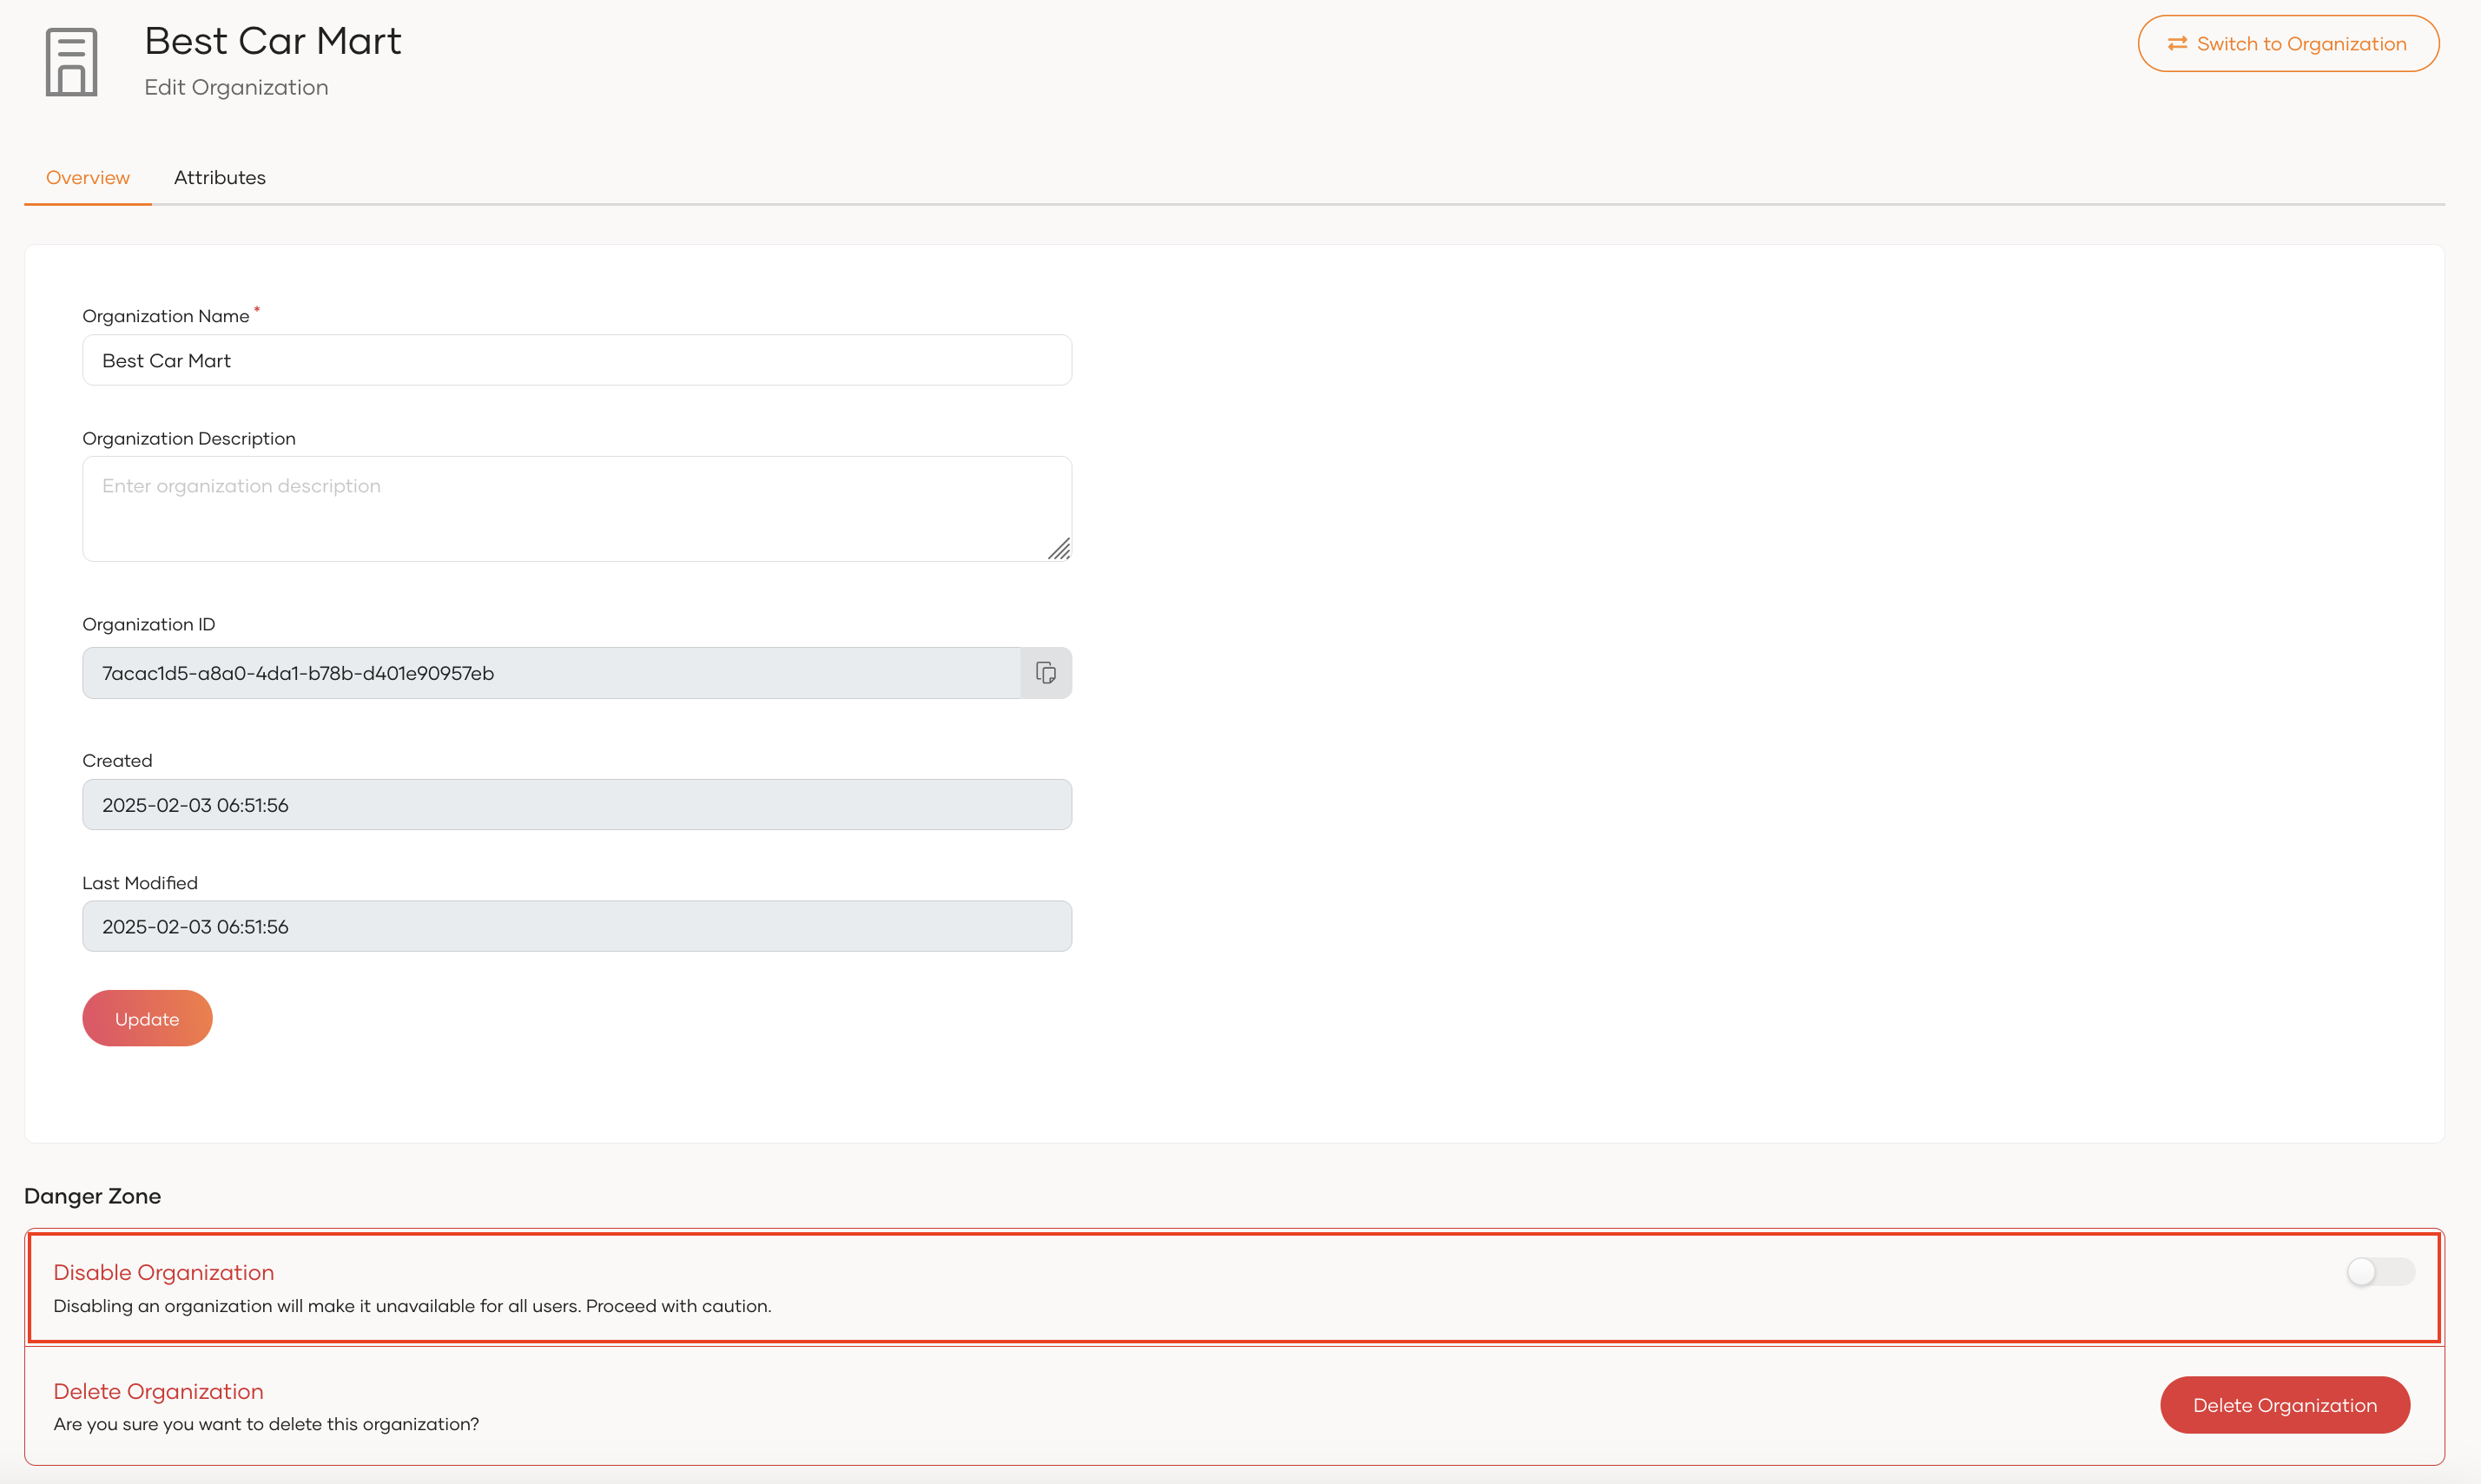 Best Car Mart
Edit Organization
Switch to Organization
Overview
Attributes
Organization Name *
Best Car Mart
Organization Description
Enter organization description
Organization ID
7acac1d5-a8a0-4da1-b78b-d401e90957eb
Created
2025-02-03 06:51:56
Last Modified
2025-02-03 06:51:56
Update
Danger Zone
Disable Organization
Disabling an organization will make it unavailable for all users. Proceed with caution.
Delete Organization
Are you sure you want to delete this organization?
Delete Organization